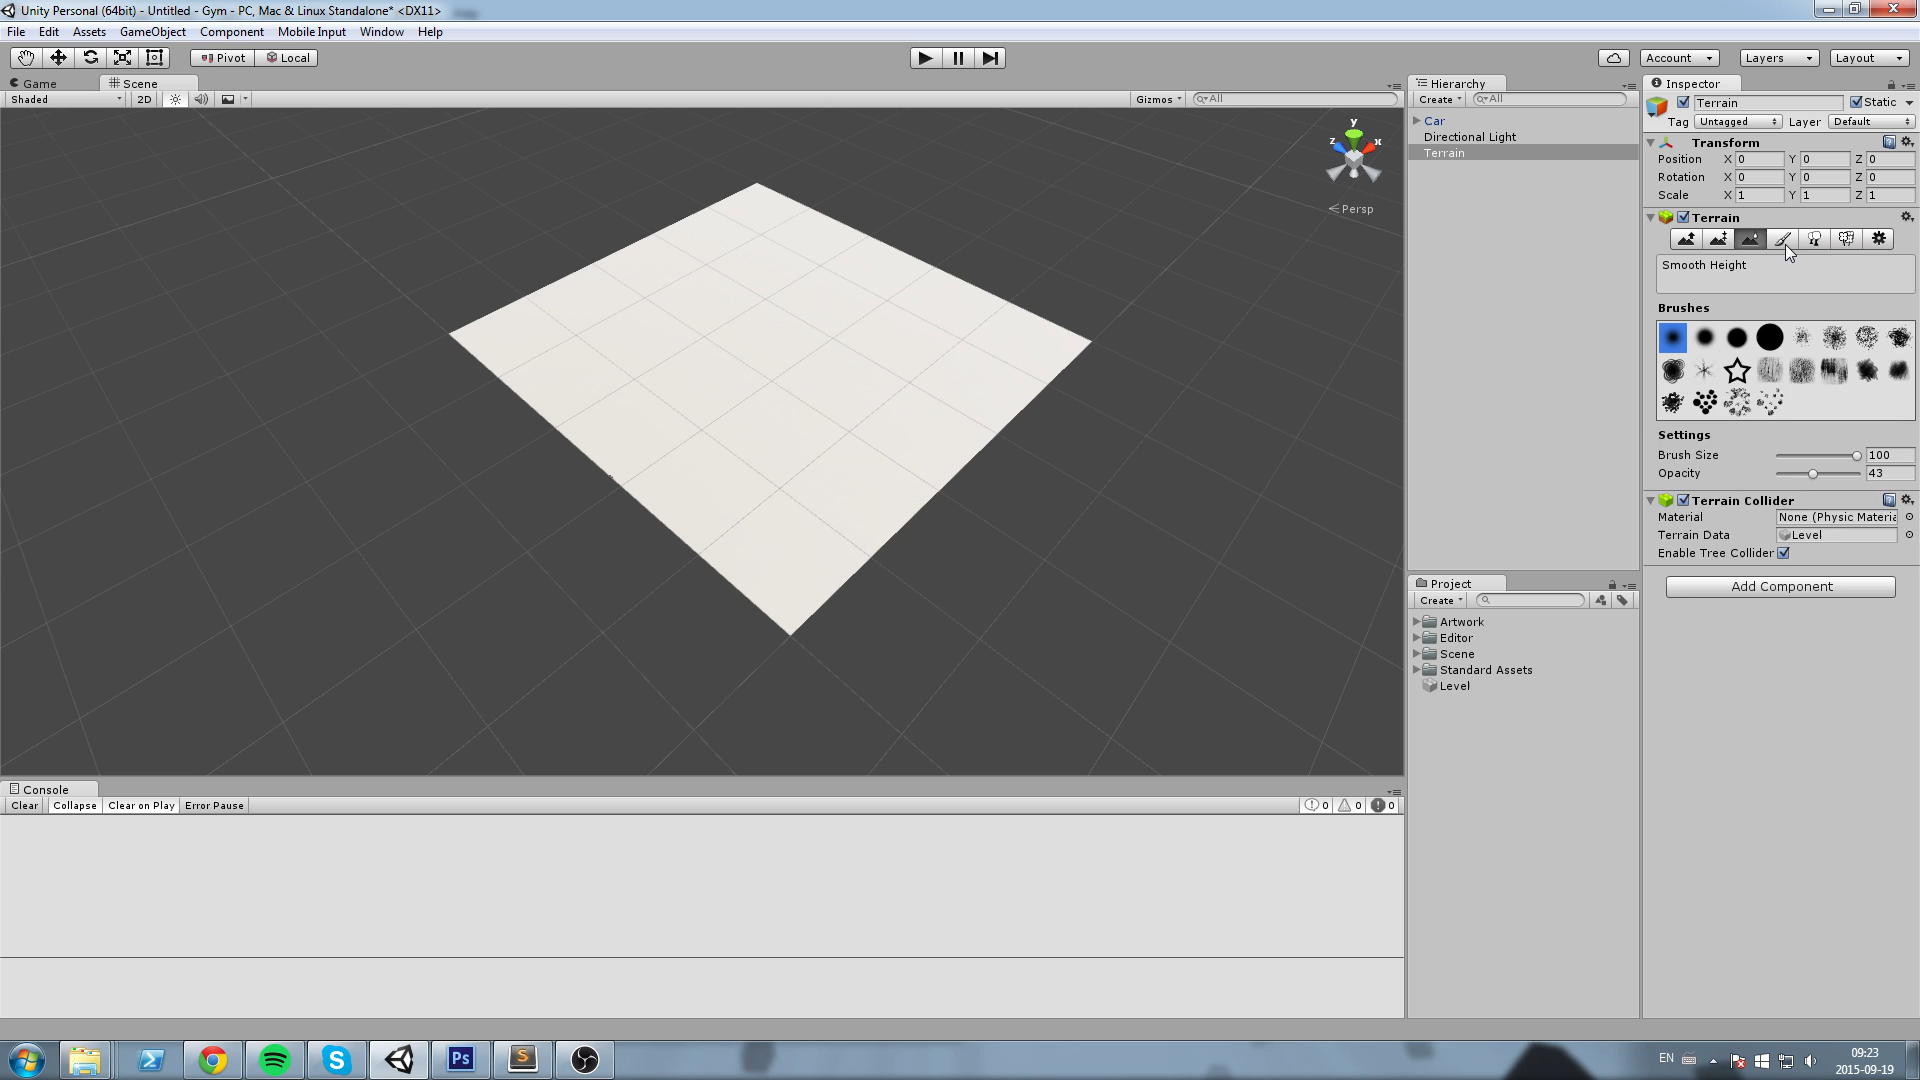 Unity Personal (64bit) - Untitled - Gym - PC, Mac & Linux Standalone* <DX11>
File Edit Assets GameObject Component Mobile Input Window Help
Pivot Local Account Layers Layout
Game Scene
Shaded 2D Gizmos All
y
z x
Persp
Hierarchy
Create All
Car
Directional Light
Terrain
Inspector
Terrain Static
Tag Untagged Layer Default
Transform
Position X 0 Y 0 Z 0
Rotation X 0 Y 0 Z 0
Scale X 1 Y 1 Z 1
Terrain
Smooth Height
Brushes
Settings
Brush Size 100
Opacity 43
Terrain Collider
Material None (Physic Materia
Terrain Data Level
Enable Tree Collider
Add Component
Project
Create
Artwork
Editor
Scene
Standard Assets
Level
Console
Clear Collapse Clear on Play Error Pause 0 0 0
Ps S
EN 09:23
2015-09-19